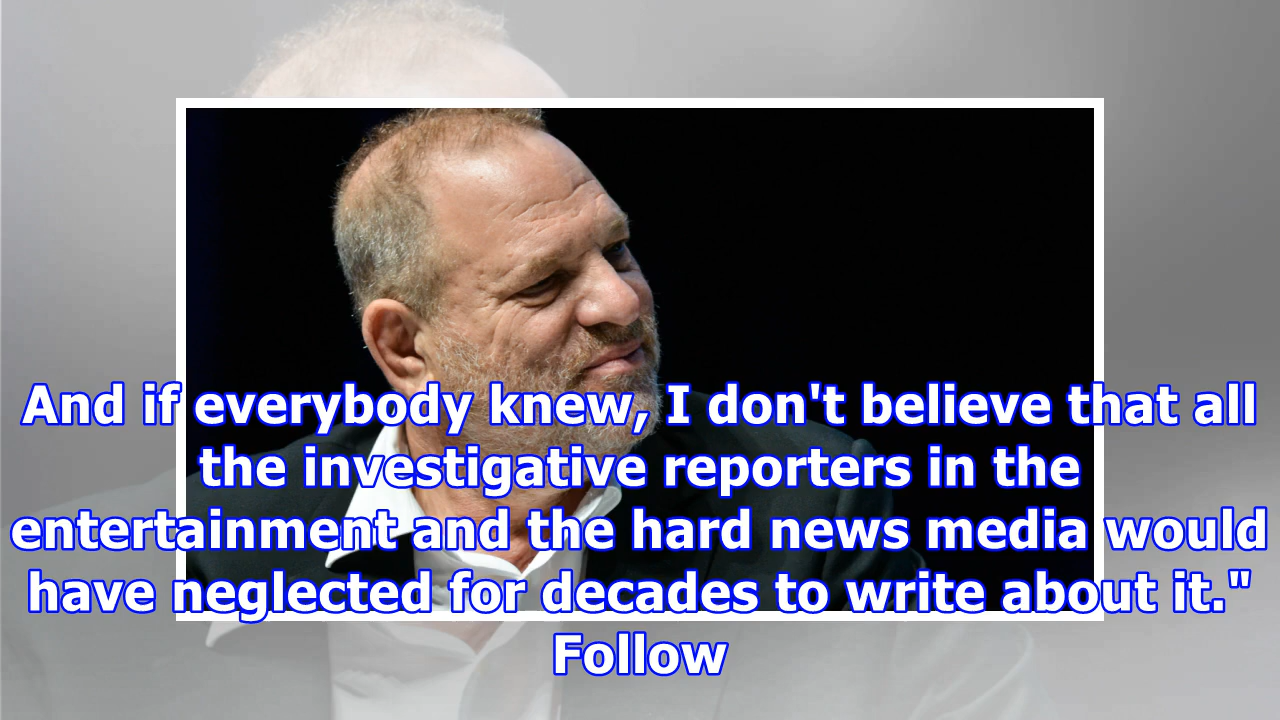 And if everybody knew, I don't believe that all
the investigative reporters in the
entertainment and the hard news media would
have neglected for decades to write about it."
Follow